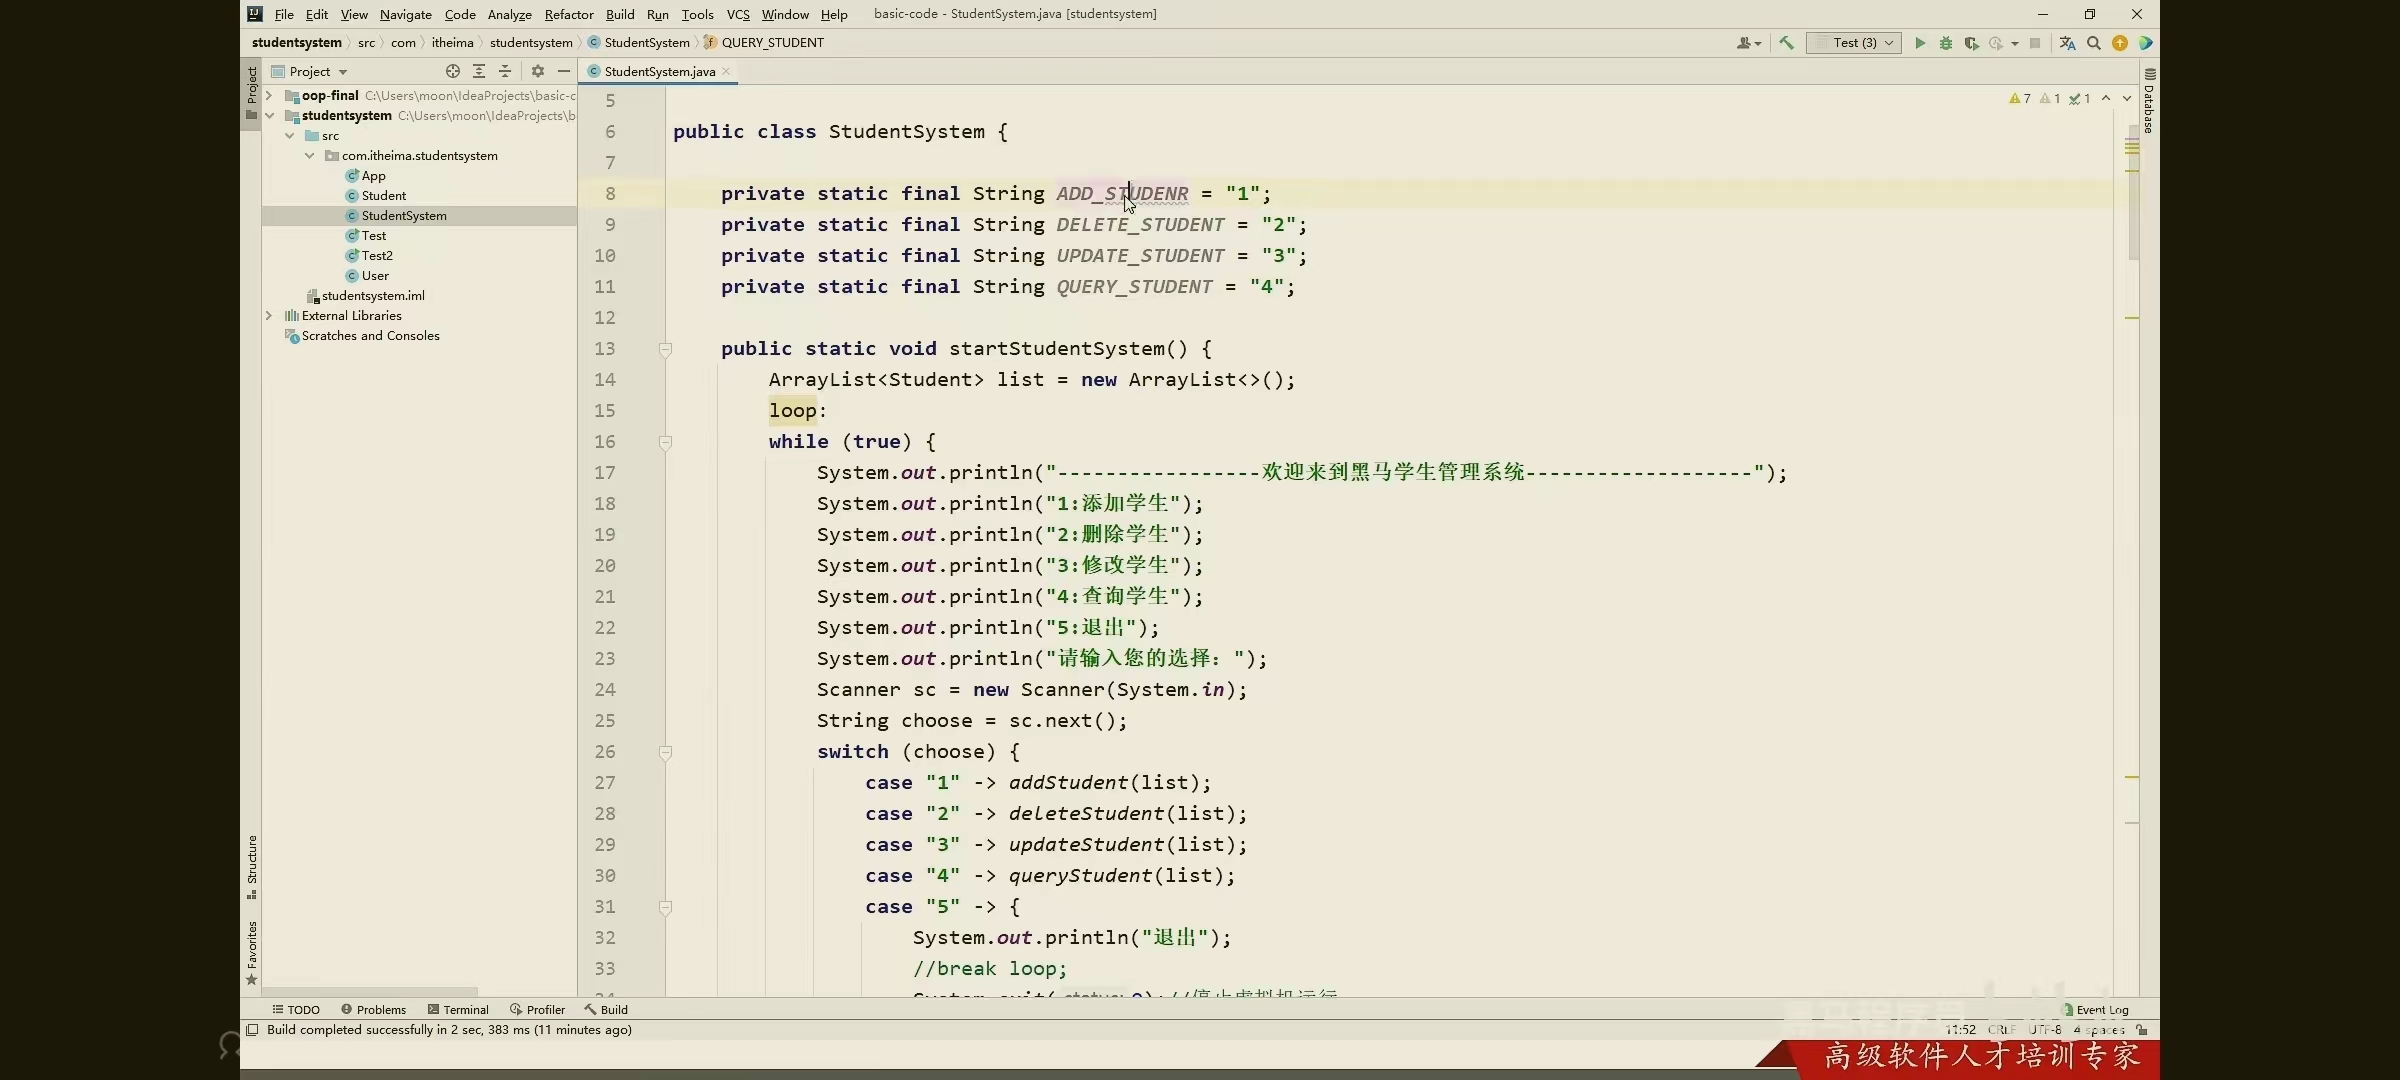 File Edit View Navigate Code Analyze Refactor Build Run Tools VCS Window Help basic-code - StudentSystem.java [studentsystem]
studentsystem src com itheima studentsystem StudentSystem QUERY_STUDENT Test (3)
Project StudentSystem.java
Project
oop-final C:\Users\moon\IdeaProjects\basic-c
studentsystem C:\Users\moon\IdeaProjects\b
src
com.itheima.studentsystem
App
Student
StudentSystem
Test
Test2
User
studentsystem.iml
External Libraries
Scratches and Consoles
Structure
Favorites
7 1 1
Database
5
6 public class StudentSystem {
7
8 private static final String ADD_STUDENR = "1";
9 private static final String DELETE_STUDENT = "2";
10 private static final String UPDATE_STUDENT = "3";
11 private static final String QUERY_STUDENT = "4";
12
13 public static void startStudentSystem() {
14 ArrayList<Student> list = new ArrayList<>();
15 loop:
16 while (true) {
17 System.out.println("-----------------欢迎来到黑马学生管理系统-------------------");
18 System.out.println("1:添加学生");
19 System.out.println("2:删除学生");
20 System.out.println("3:修改学生");
21 System.out.println("4:查询学生");
22 System.out.println("5:退出");
23 System.out.println("请输入您的选择: ");
24 Scanner sc = new Scanner(System.in);
25 String choose = sc.next();
26 switch (choose) {
27 case "1" -> addStudent(list);
28 case "2" -> deleteStudent(list);
29 case "3" -> updateStudent(list);
30 case "4" -> queryStudent(list);
31 case "5" -> {
32 System.out.println("退出");
33 //break loop;
TODO Problems Terminal Profiler Build Event Log
Build completed successfully in 2 sec, 383 ms (11 minutes ago) 11:52 CRLF UTF-8 4 spaces
高级软件人才培训专家